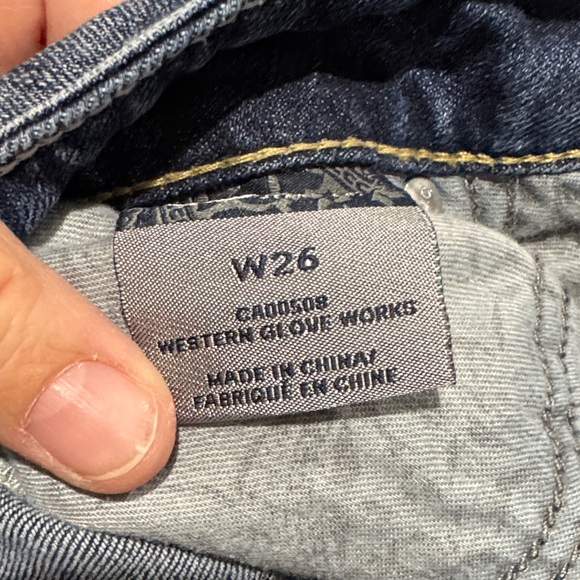 W26
CA00508
WESTERN GLOVE WORKS
MADE IN CHINA/
FABRIQUÉ EN CHINE